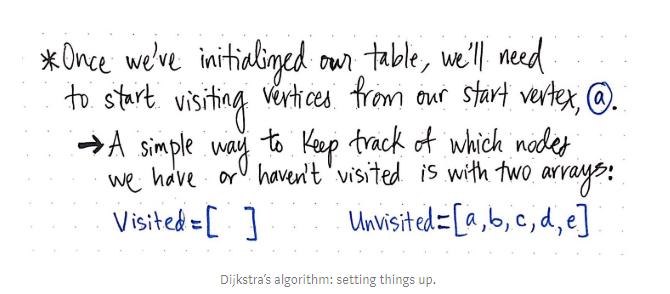 *Once we've initialized our table, we'll need
to start visiting vertices from our start vertex, a.
→A simple way to keep track of which nodes
we have or haven't visited is with two arrays:
Visited=[ ] Unvisited=[a,b,c,d,e]
Dijkstra's algorithm: setting things up.